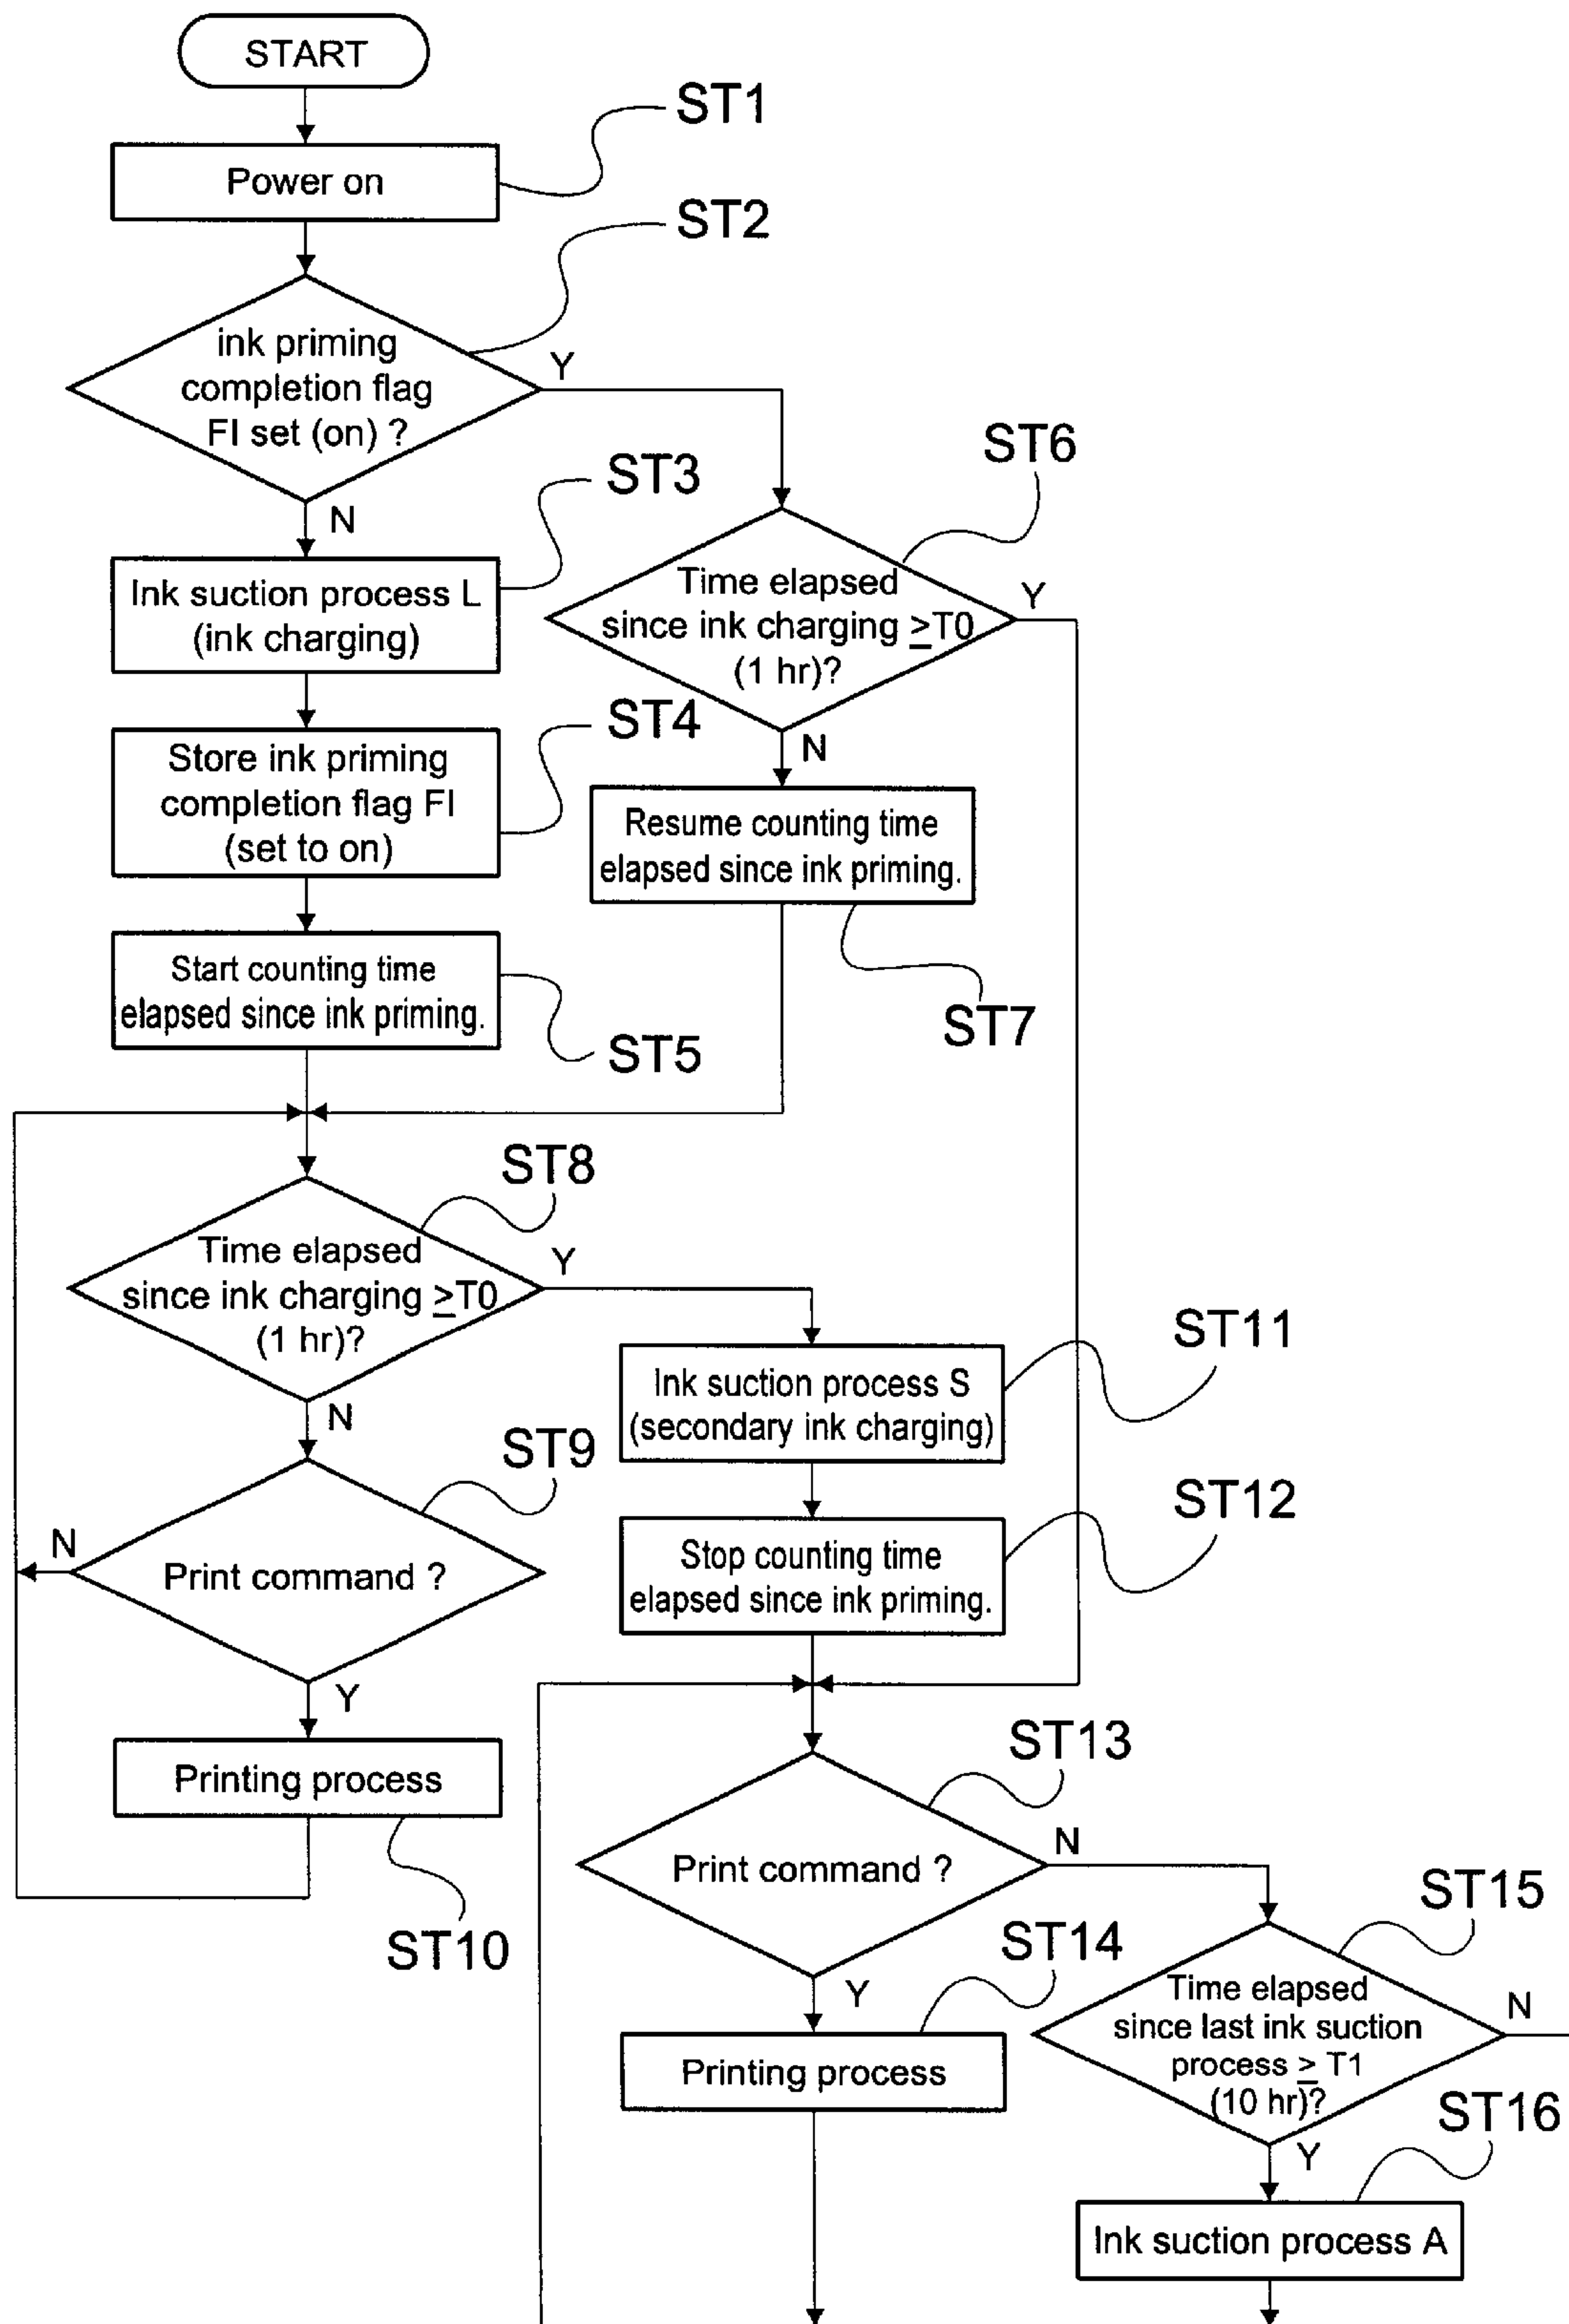 START
ST1
Power on
ST2
ink priming
completion flag
FI set (on) ?
Y
N
ST3
Ink suction process L
(ink charging)
ST4
Store ink priming
completion flag FI
(set to on)
Start counting time
elapsed since ink priming.
ST5
ST6
Time elapsed
since ink charging ≥T0
(1 hr)?
Y
N
Resume counting time
elapsed since ink priming.
ST7
ST8
Time elapsed
since ink charging ≥T0
(1 hr)?
Y
N
ST9
Print command ?
N
Y
Printing process
ST10
ST11
Ink suction process S
(secondary ink charging)
ST12
Stop counting time
elapsed since ink priming.
ST13
Print command ?
N
Y
ST14
Printing process
ST15
Time elapsed
since last ink suction
process ≥ T1
(10 hr)?
N
Y
ST16
Ink suction process A